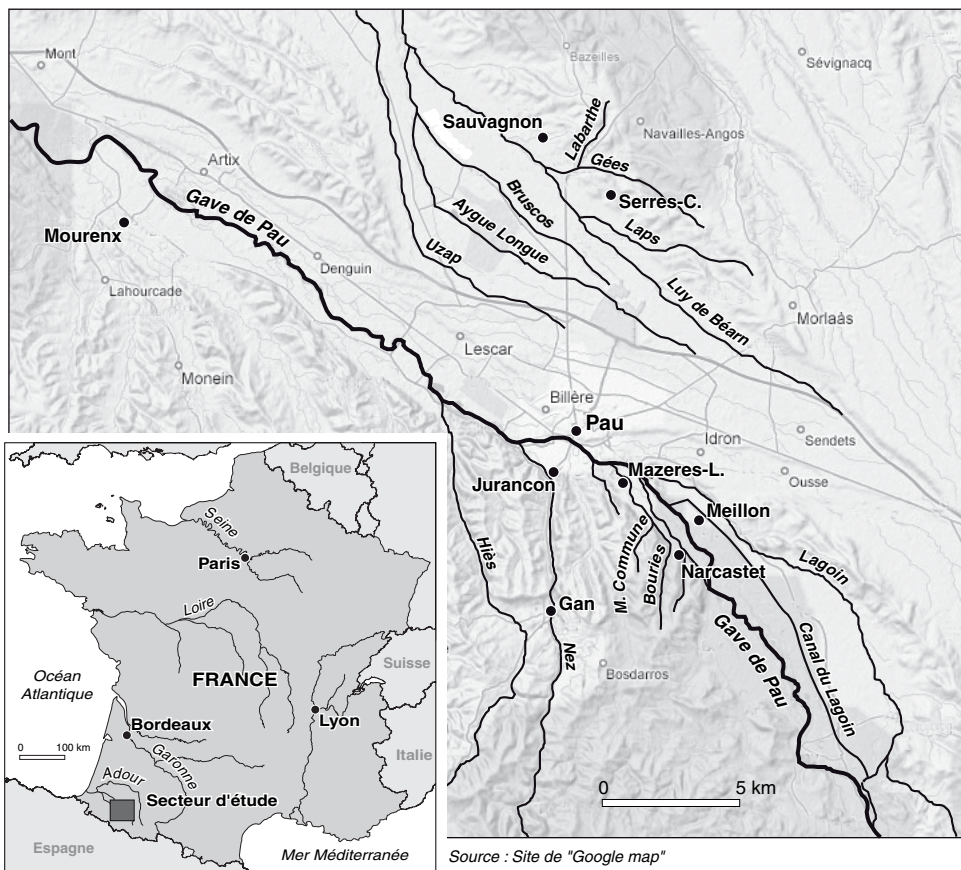 Mont
Bazeilles
Sévignacq
Sauvagnon
Labarthe
Navailles-Angos
Artix
Gées
Gave de Pau
Bruscos
Serrès-C.
Mourenx
Aygue Longue
Laps
Uzap
Denguin
Lahourcade
Luy de Béarn
Morlaàs
Lescar
Monein
Billère
Pau
Idron
Sendets
Jurancon
Mazeres-L.
Ousse
Meillon
Hiès
M. Commune
Bouries
Narcastet
Lagoin
Gan
Nez
Gave de Pau
Canal du Lagoin
Bosdarros
0 5 km
Belgique
Seine
Paris
Loire
Océan
Atlantique
FRANCE
Suisse
Lyon
Bordeaux
Italie
0 100 km
Garonne
Adour
Secteur d'étude
Espagne
Mer Méditerranée
Source : Site de "Google map"